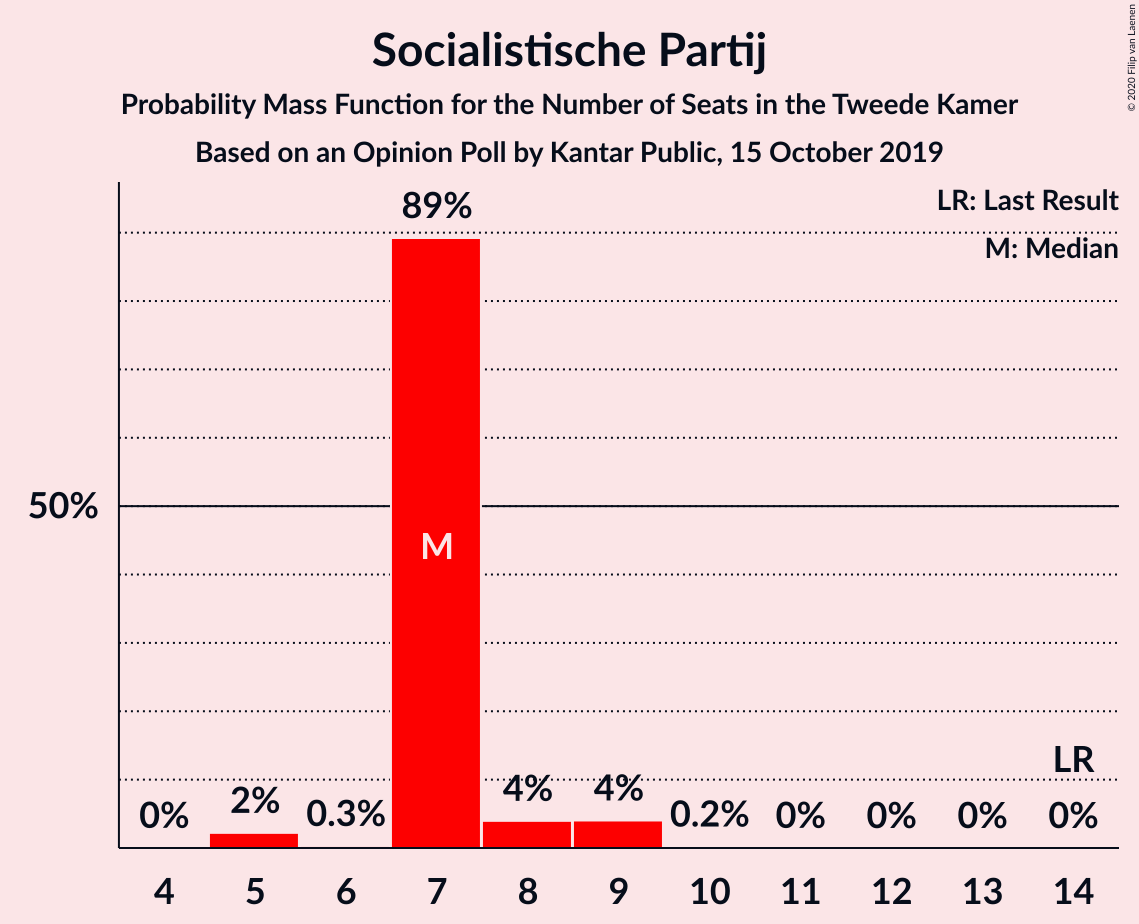 Socialistische Partij
Probability Mass Function for the Number of Seats in the Tweede Kamer
Based on an Opinion Poll by Kantar Public, 15 October 2019
© 2020 Filip van Laenen
LR: Last Result
M: Median
50%
0%
2%
0.3%
89%
M
4%
4%
0.2%
0%
0%
0%
LR
0%
4 5 6 7 8 9 10 11 12 13 14